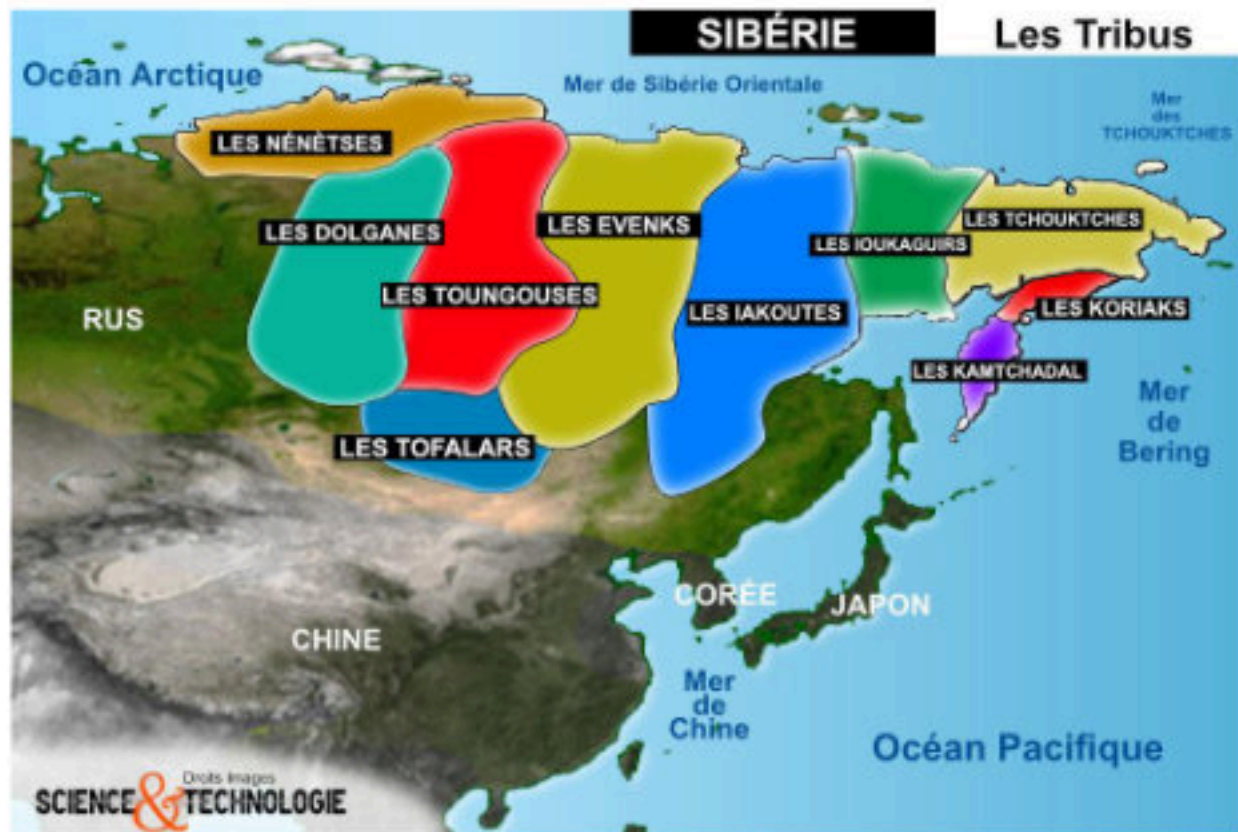 SIBÉRIE
Les Tribus
Océan Arctique
Mer de Sibérie Orientale
Mer
des
TCHOUKTCHES
LES NÉNÈTSES
LES DOLGANES
LES EVENKS
LES TCHOUKTCHES
LES IOUKAGUIRS
LES TOUNGOUSES
LES IAKOUTES
LES KORIAKS
RUS
LES KAMTCHADAL
Mer
de
Bering
LES TOFALARS
CORÉE
JAPON
CHINE
Mer
de
Chine
Océan Pacifique
Droits Images
SCIENCE&TECHNOLOGIE